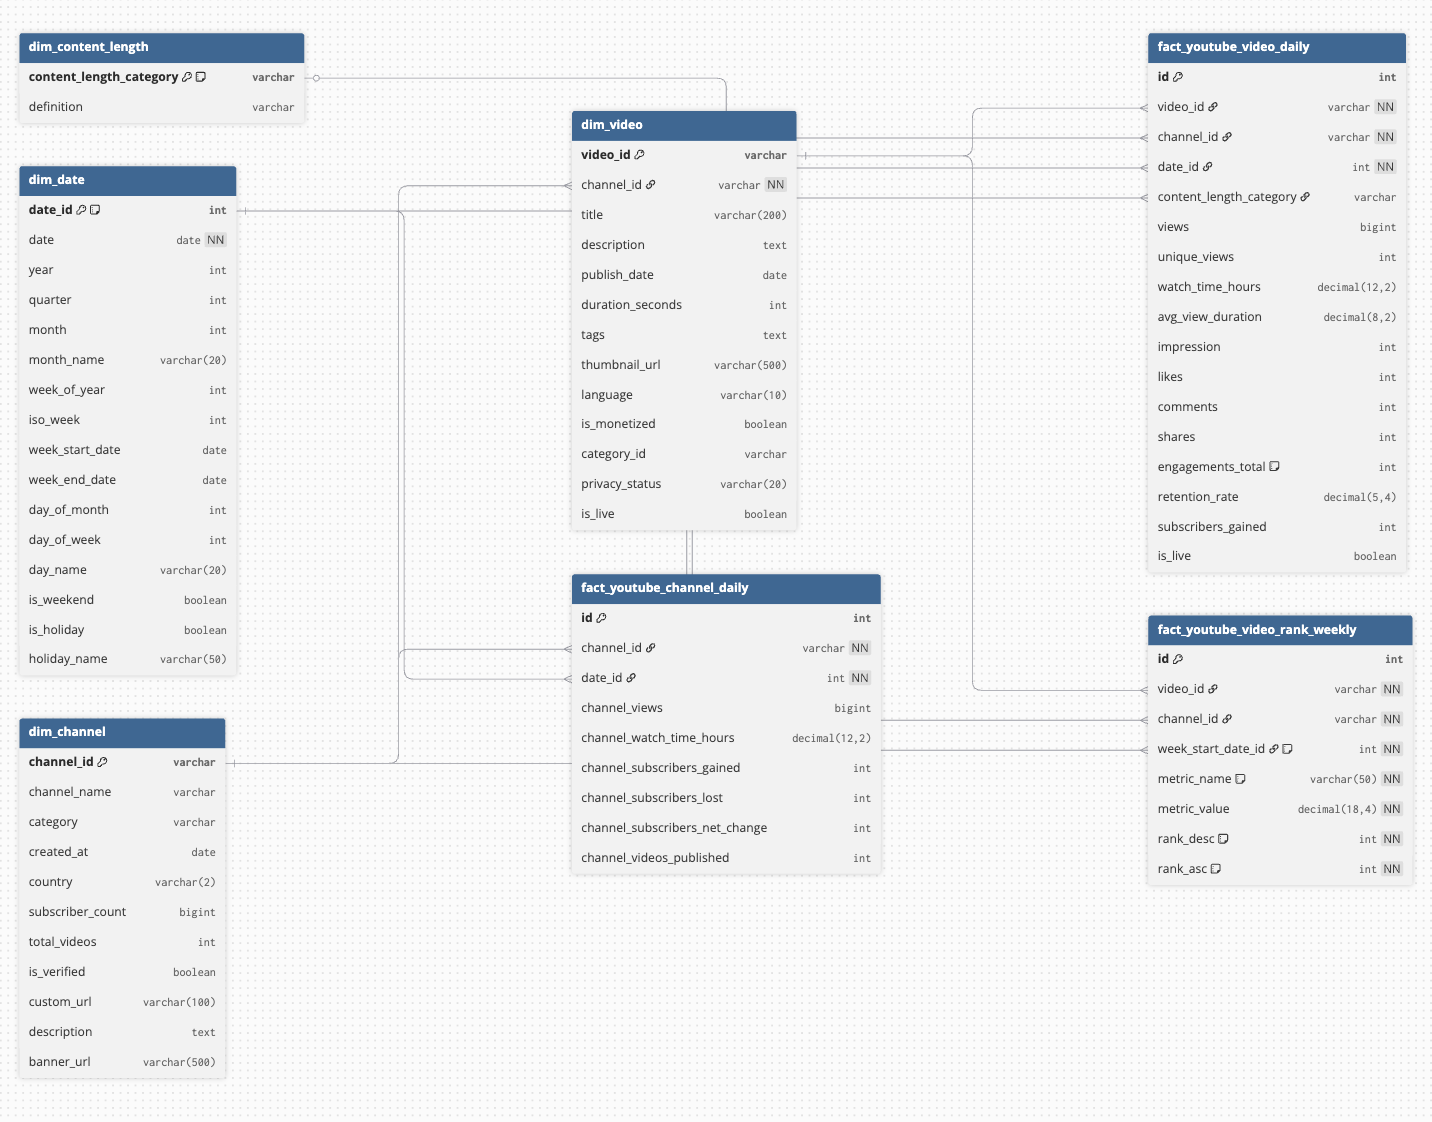 dim_content_length
content_length_category varchar
definition varchar
dim_date
date_id int
date date NN
year int
quarter int
month int
month_name varchar(20)
week_of_year int
iso_week int
week_start_date date
week_end_date date
day_of_month int
day_of_week int
day_name varchar(20)
is_weekend boolean
is_holiday boolean
holiday_name varchar(50)
dim_channel
channel_id varchar
channel_name varchar
category varchar
created_at date
country varchar(2)
subscriber_count bigint
total_videos int
is_verified boolean
custom_url varchar(100)
description text
banner_url varchar(500)
dim_video
video_id varchar
channel_id varchar NN
title varchar(200)
description text
publish_date date
duration_seconds int
tags text
thumbnail_url varchar(500)
language varchar(10)
is_monetized boolean
category_id varchar
privacy_status varchar(20)
is_live boolean
fact_youtube_channel_daily
id int
channel_id varchar NN
date_id int NN
channel_views bigint
channel_watch_time_hours decimal(12,2)
channel_subscribers_gained int
channel_subscribers_lost int
channel_subscribers_net_change int
channel_videos_published int
fact_youtube_video_daily
id int
video_id varchar NN
channel_id varchar NN
date_id int NN
content_length_category varchar
views bigint
unique_views int
watch_time_hours decimal(12,2)
avg_view_duration decimal(8,2)
impression int
likes int
comments int
shares int
engagements_total int
retention_rate decimal(5,4)
subscribers_gained int
is_live boolean
fact_youtube_video_rank_weekly
id int
video_id varchar NN
channel_id varchar NN
week_start_date_id int NN
metric_name varchar(50) NN
metric_value decimal(18,4) NN
rank_desc int NN
rank_asc int NN